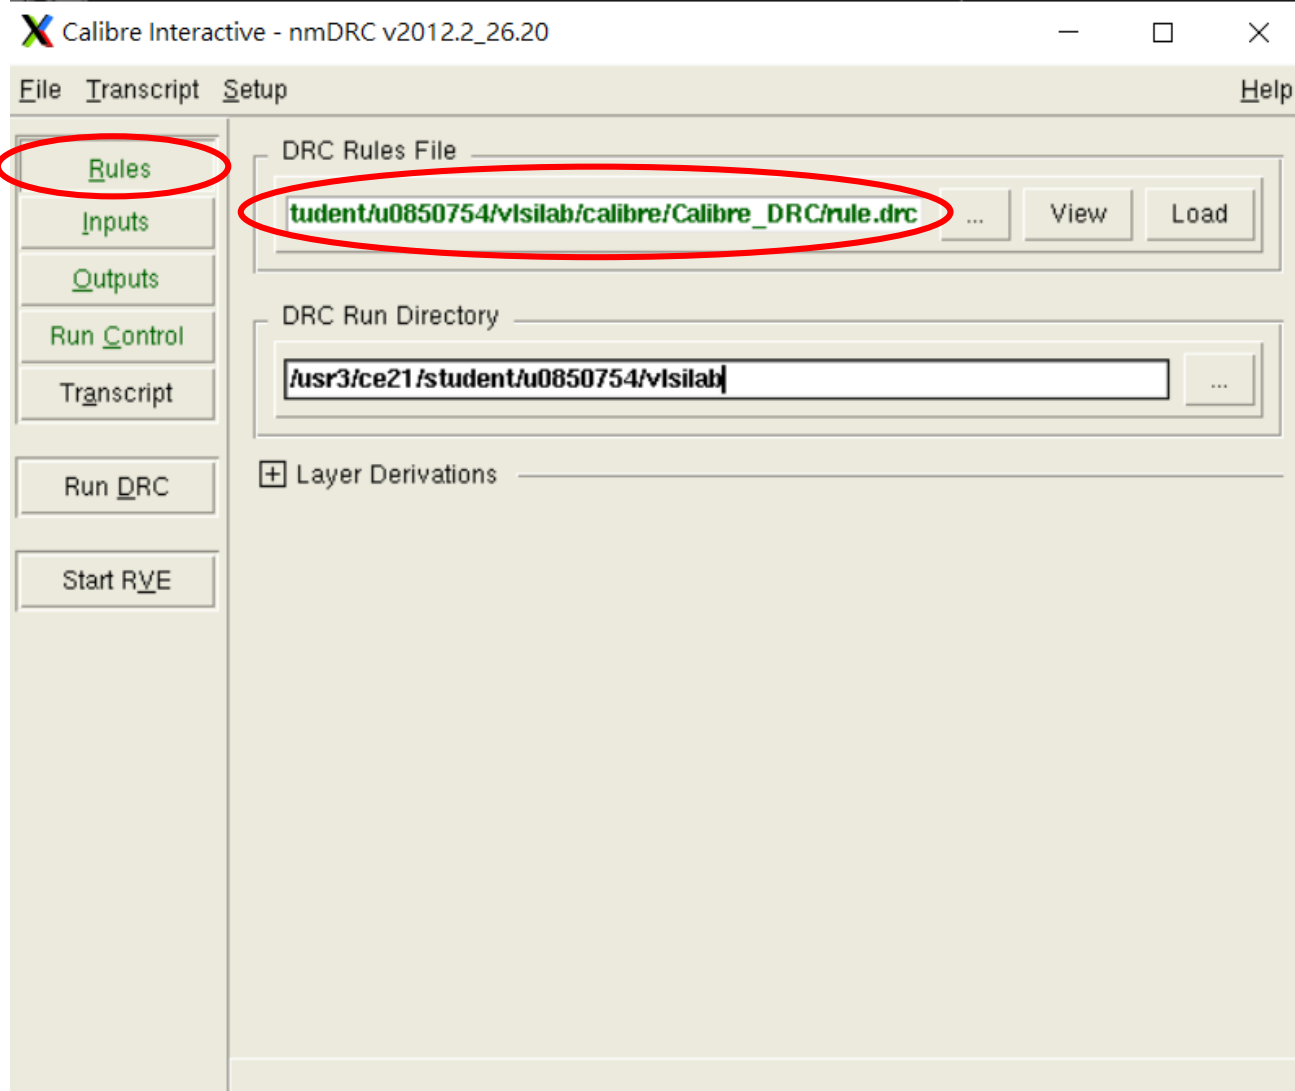 Calibre Interactive - nmDRC v2012.2_26.20
File Transcript Setup Help
Rules
Inputs
Outputs
Run Control
Transcript
Run DRC
Start RVE
DRC Rules File
tudent/u0850754/vlsilab/calibre/Calibre_DRC/rule.drc ... View Load
DRC Run Directory
/usr3/ce21/student/u0850754/vlsilab ...
+ Layer Derivations